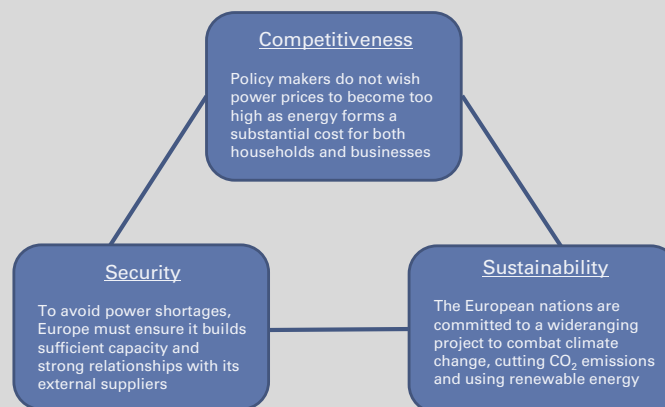 Competitiveness
Policy makers do not wish
power prices to become too
high as energy forms a
substantial cost for both
households and businesses
Security
To avoid power shortages,
Europe must ensure it builds
sufficient capacity and
strong relationships with its
external suppliers
Sustainability
The European nations are
committed to a wideranging
project to combat climate
change, cutting CO₂ emissions
and using renewable energy